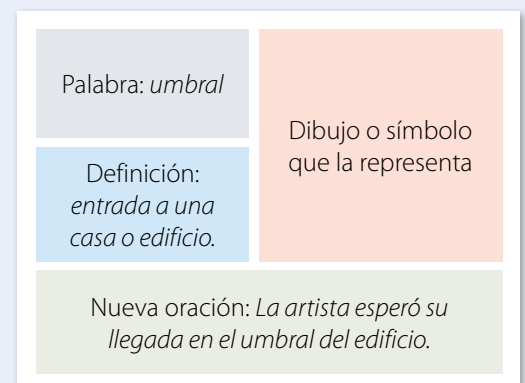 Palabra: umbral
Definición:
entrada a una
casa o edificio.
Dibujo o símbolo
que la representa
Nueva oración: La artista esperó su
llegada en el umbral del edificio.